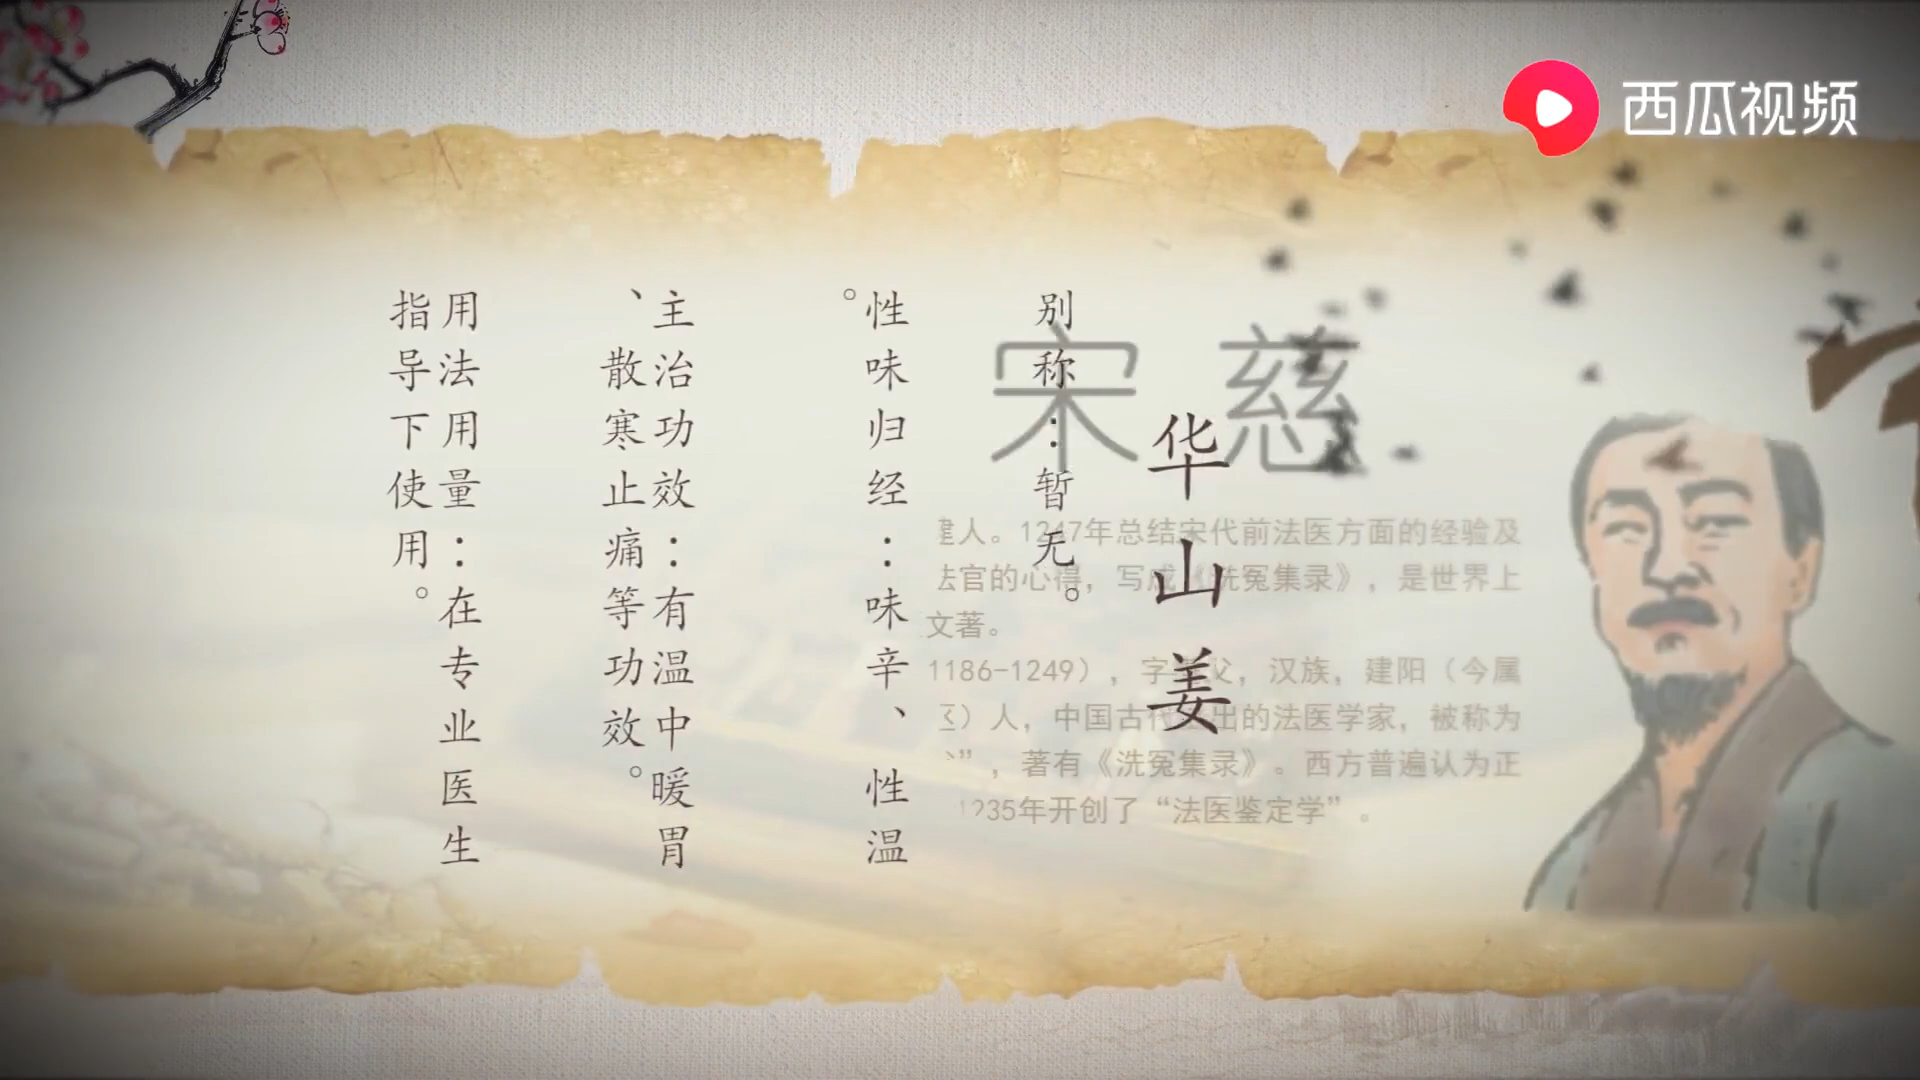 西瓜视频
华山姜
别称：暂无。
性味归经：味辛、性温
。
主治功效：有温中暖胃
、散寒止痛等功效。
用法用量：在专业医生
指导下使用。
宋慈
建人。1247年总结宋代前法医方面的经验及
法官的心得，写成《洗冤集录》，是世界上
文著。
1186-1249），字父，汉族，建阳（今属
区）人，中国古代出的法医学家，被称为
”，著有《洗冤集录》。西方普遍认为正
1235年开创了“法医鉴定学”。